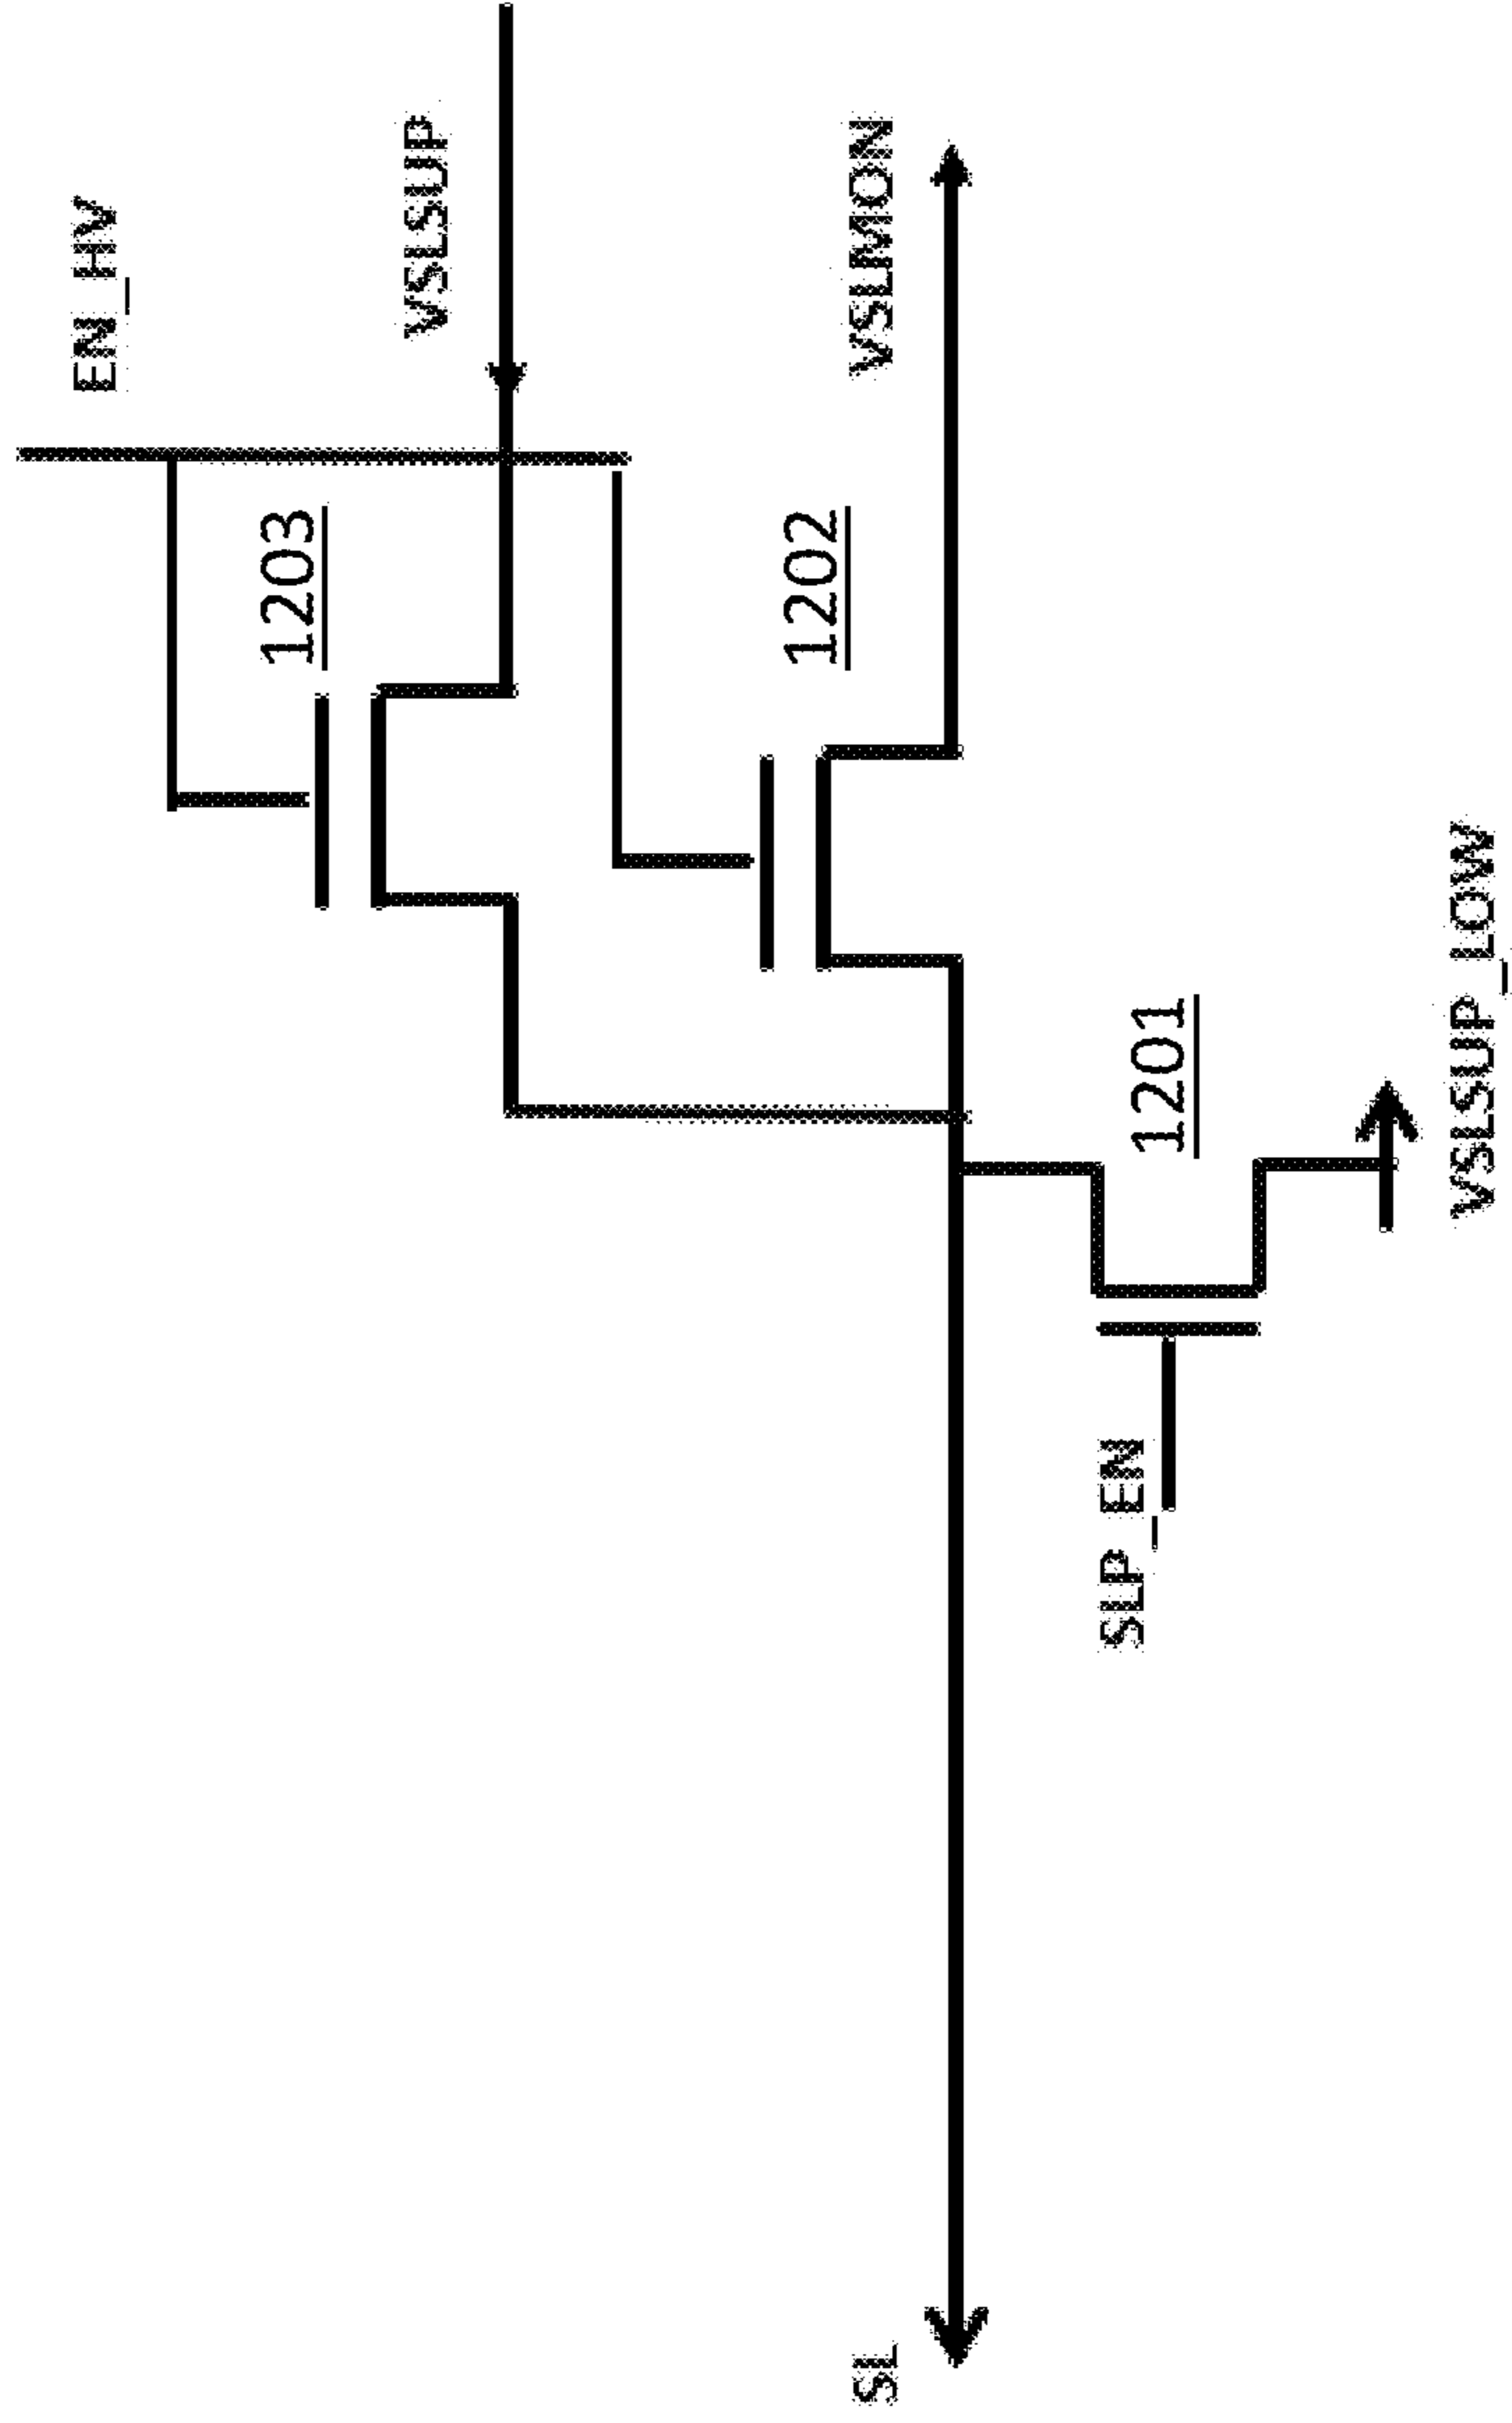 EN_HV
1203
VSLSUP
1202
VSLMON
SL
SLP_EN
1201
VSLSUP_LOW